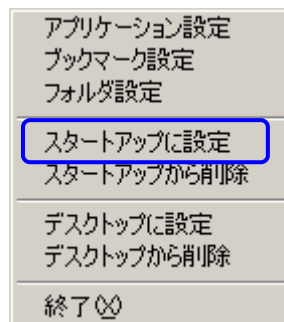 アプリケーション設定
ブックマーク設定
フォルダ設定
スタートアップに設定
スタートアップから削除
デスクトップに設定
デスクトップから削除
終了(X)